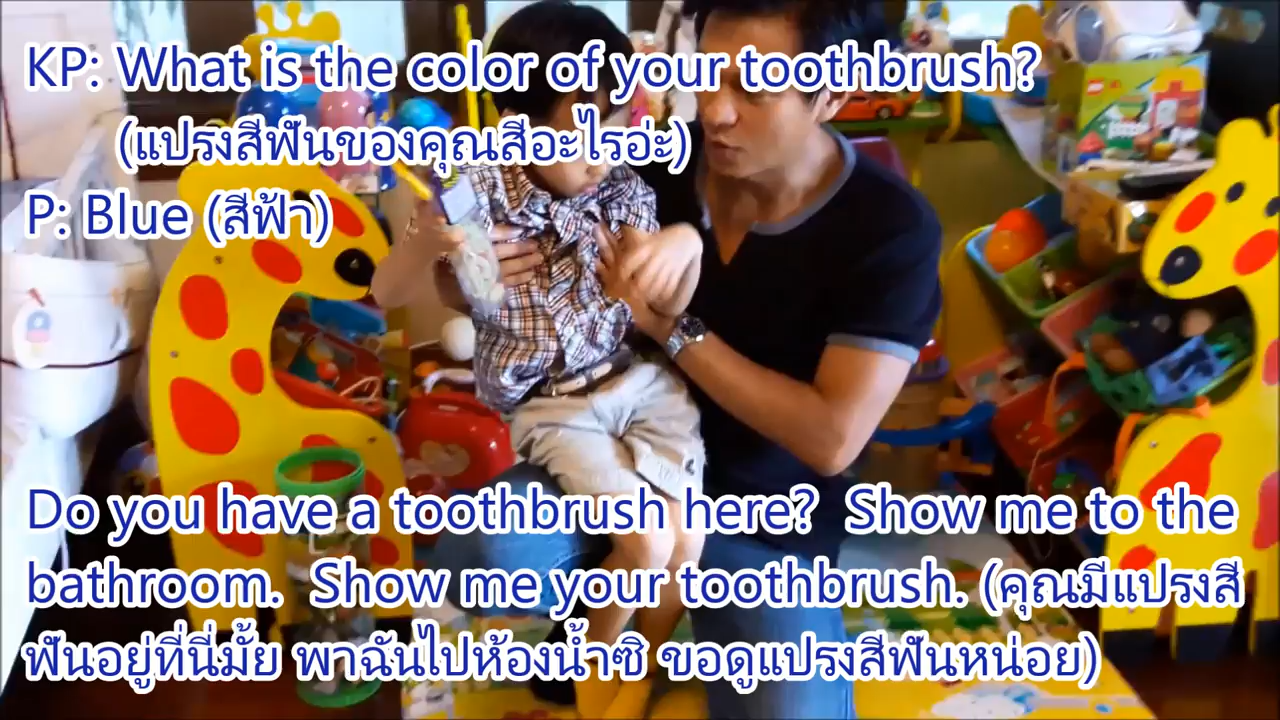 KP: What is the color of your toothbrush?
(แปรงสีฟันของคุณสีอะไรอ่ะ)
P: Blue (สีฟ้า)
Do you have a toothbrush here?  Show me to the
bathroom.  Show me your toothbrush. (คุณมีแปรงสี
ฟันอยู่ที่นี่มั้ย พาฉันไปห้องน้ำซิ ขอดูแปรงสีฟันหน่อย)